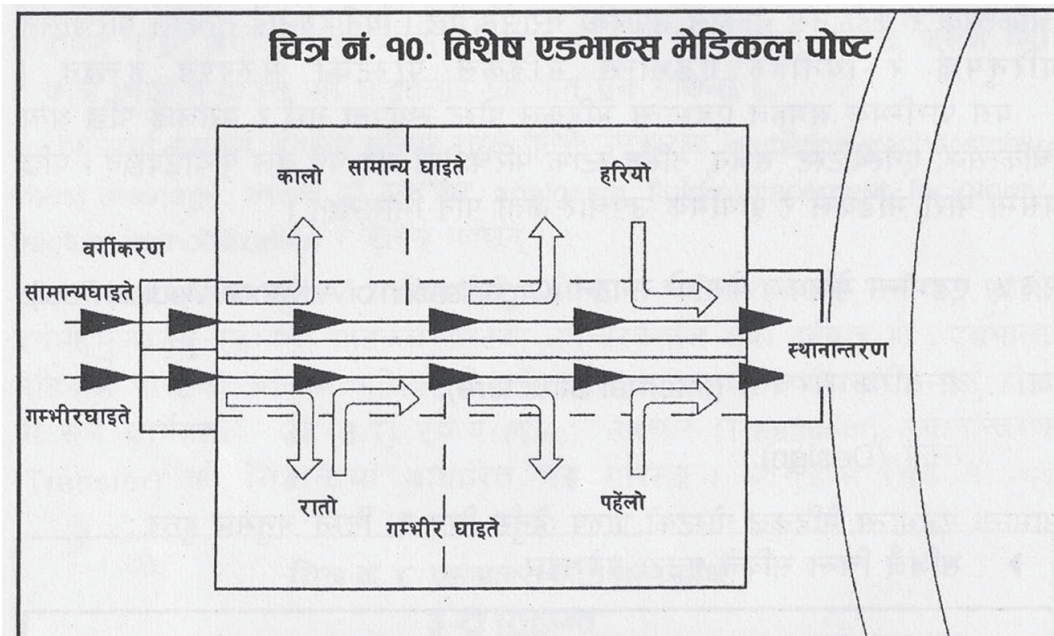 चित्र नं. १०. विशेष एडभान्स मेडिकल पोष्ट
कालो
सामान्य घाइते
हरियो
वर्गीकरण
सामान्यघाइते
स्थानान्तरण
गम्भीरघाइते
रातो
गम्भीर घाइते
पहेंलो